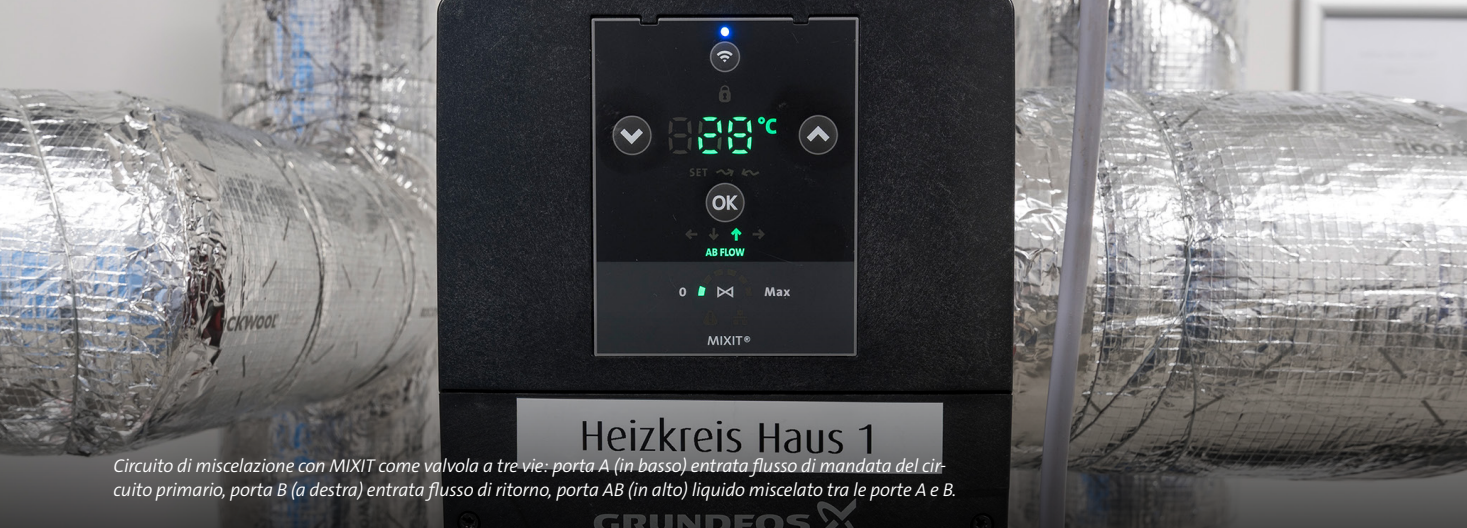 28 °C
SET
OK
AB FLOW
0 Max
MIXIT®
Heizkreis Haus 1
Circuito di miscelazione con MIXIT come valvola a tre vie: porta A (in basso) entrata flusso di mandata del cir-
cuito primario, porta B (a destra) entrata flusso di ritorno, porta AB (in alto) liquido miscelato tra le porte A e B.
GRUNDFOS